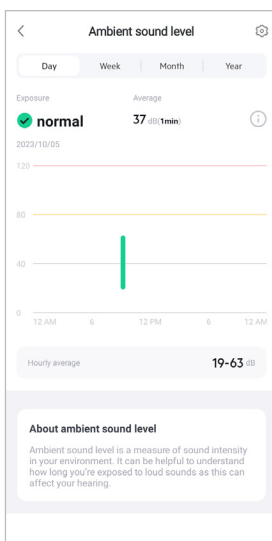 Ambient sound level
Day Week Month Year
Exposure Average
normal 37 dB(1min)
2023/10/05
120
80
40
0
12 AM 6 12 PM 6 12 AM
Hourly average 19-63 dB
About ambient sound level
Ambient sound level is a measure of sound intensity
in your environment. It can be helpful to understand
how long you're exposed to loud sounds as this can
affect your hearing.